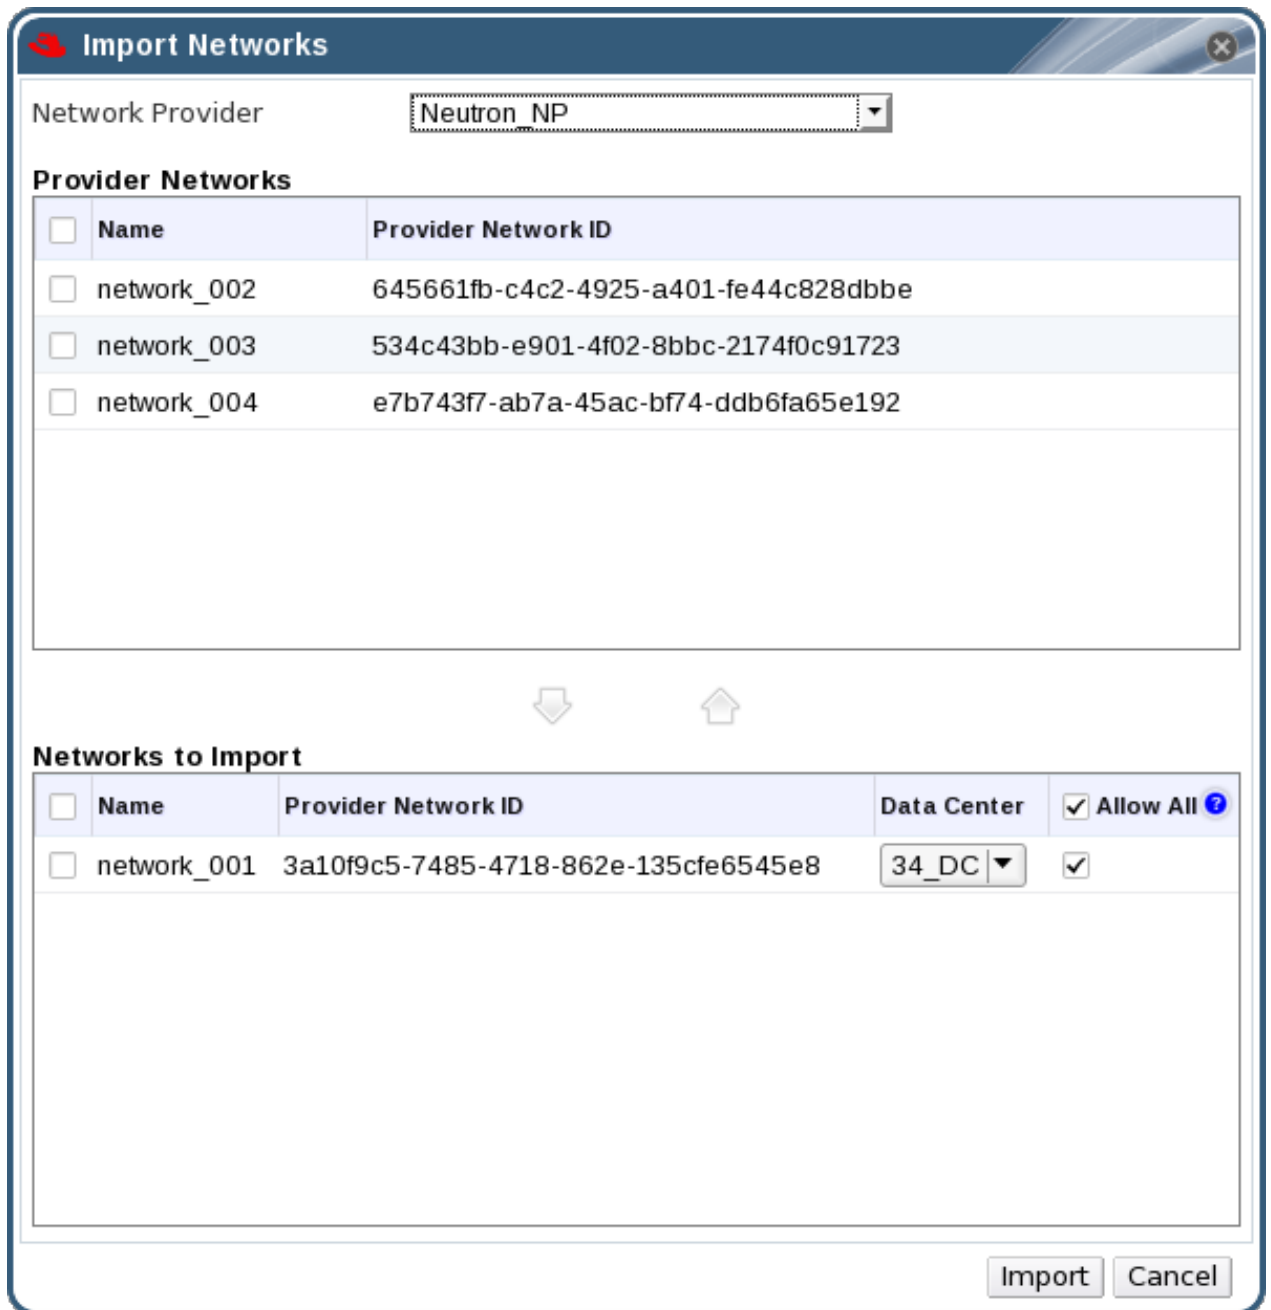 Import Networks
Network Provider Neutron_NP
Provider Networks
Name Provider Network ID
network_002 645661fb-c4c2-4925-a401-fe44c828dbbe
network_003 534c43bb-e901-4f02-8bbc-2174f0c91723
network_004 e7b743f7-ab7a-45ac-bf74-ddb6fa65e192
Networks to Import
Name Provider Network ID Data Center Allow All ?
network_001 3a10f9c5-7485-4718-862e-135cfe6545e8 34_DC
Import Cancel